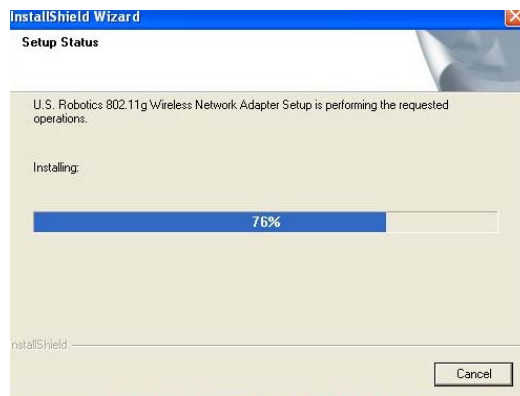 nstallShield Wizard
Setup Status
U.S. Robotics 802.11g Wireless Network Adapter Setup is performing the requested
operations.
Installing:
76%
nstallShield
Cancel